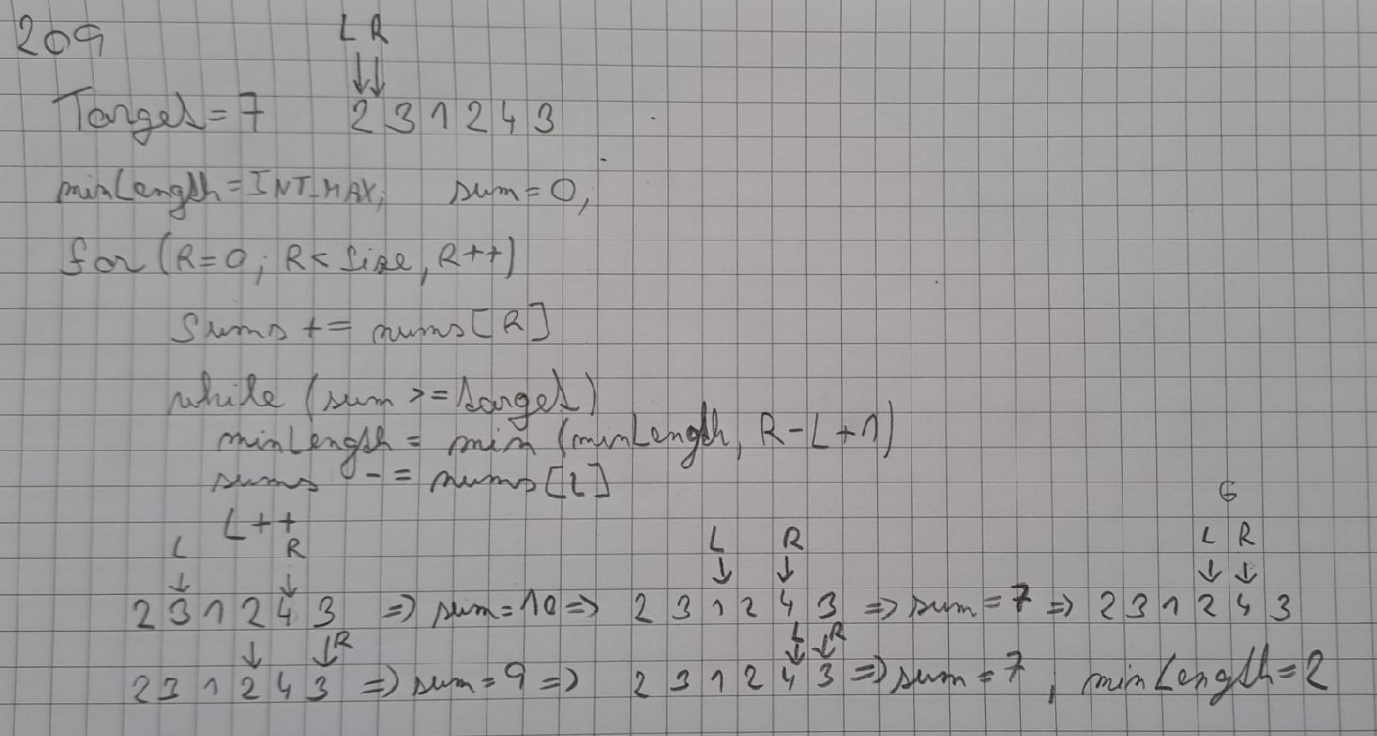 209
L R
↓↓
Target = 7 2 3 1 2 4 3
minLength = INT_MAX; sum = 0,
for (R=0; R< Size, R++)
Sums += nums[R]
while (sum >= target)
minLength = min (minLength, R-L+1)
sums -= nums[L]
L++
L R L R 6 L R
↓ ↓ ↓ ↓ ↓ ↓
2 3 1 2 4 3 => sum = 10 => 2 3 1 2 4 3 => sum = 7 => 2 3 1 2 4 3
↓ ↓R L↓ ↓R
2 3 1 2 4 3 => sum = 9 => 2 3 1 2 4 3 => sum = 7, minLength = 2